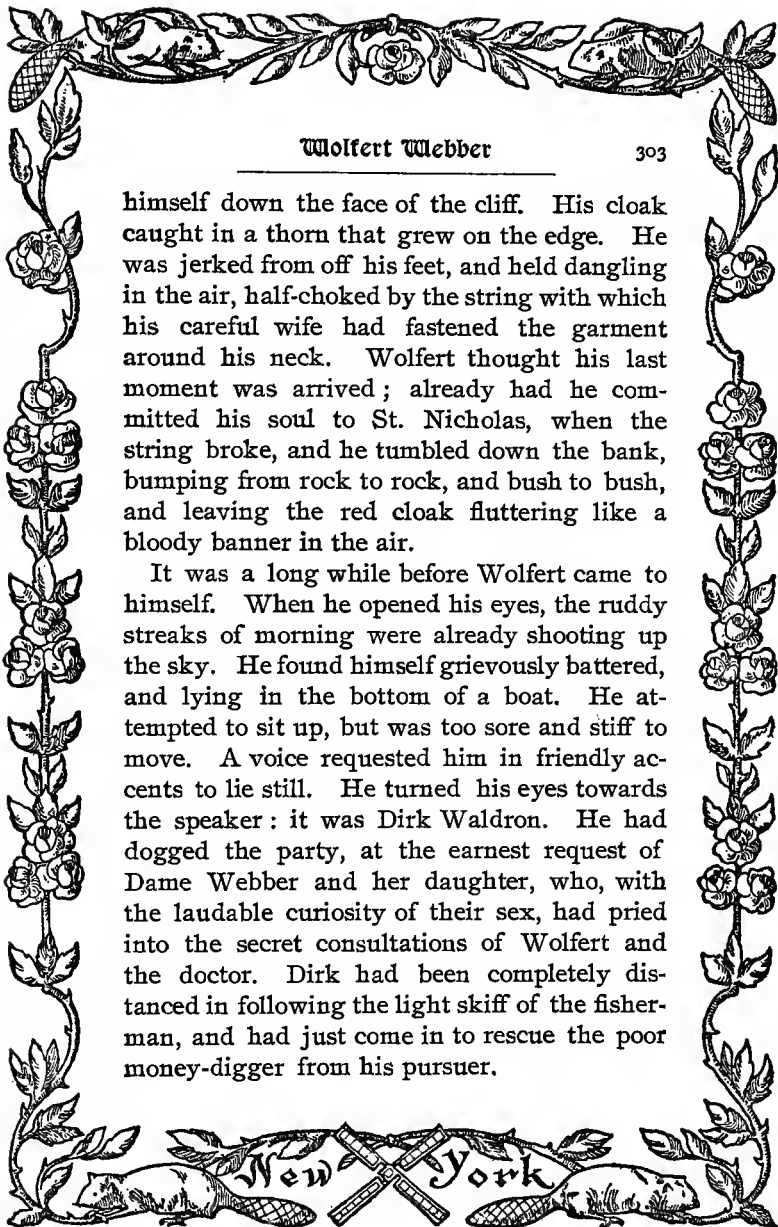 Wolfert Webber 303
himself down the face of the cliff. His cloak
caught in a thorn that grew on the edge. He
was jerked from off his feet, and held dangling
in the air, half-choked by the string with which
his careful wife had fastened the garment
around his neck. Wolfert thought his last
moment was arrived ; already had he com-
mitted his soul to St. Nicholas, when the
string broke, and he tumbled down the bank,
bumping from rock to rock, and bush to bush,
and leaving the red cloak fluttering like a
bloody banner in the air.
It was a long while before Wolfert came to
himself. When he opened his eyes, the ruddy
streaks of morning were already shooting up
the sky. He found himself grievously battered,
and lying in the bottom of a boat. He at-
tempted to sit up, but was too sore and stiff to
move. A voice requested him in friendly ac-
cents to lie still. He turned his eyes towards
the speaker : it was Dirk Waldron. He had
dogged the party, at the earnest request of
Dame Webber and her daughter, who, with
the laudable curiosity of their sex, had pried
into the secret consultations of Wolfert and
the doctor. Dirk had been completely dis-
tanced in following the light skiff of the fisher-
man, and had just come in to rescue the poor
money-digger from his pursuer.
New York